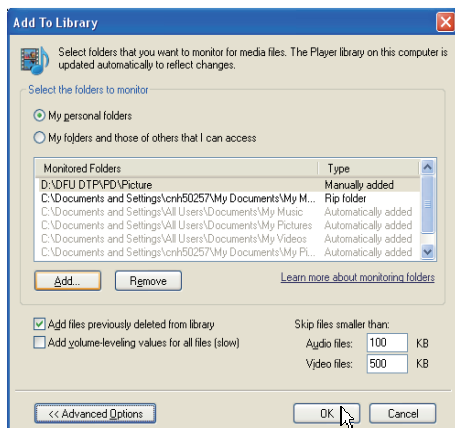 Add To Library
Select folders that you want to monitor for media files. The Player library on this computer is
updated automatically to reflect changes.
Select the folders to monitor
My personal folders
My folders and those of others that I can access
Monitored Folders Type
D:\DFU DTP\PD\Picture Manually added
C:\Documents and Settings\cnh50257\My Documents\My M... Rip folder
C:\Documents and Settings\All Users\Documents\My Music Automatically added
C:\Documents and Settings\All Users\Documents\My Pictures Automatically added
C:\Documents and Settings\All Users\Documents\My Videos Automatically added
C:\Documents and Settings\cnh50257\My Documents\My Pi... Automatically added
Add... Remove Learn more about monitoring folders
Add files previously deleted from library Skip files smaller than:
Add volume-leveling values for all files (slow) Audio files: 100 KB
Video files: 500 KB
<< Advanced Options OK Cancel